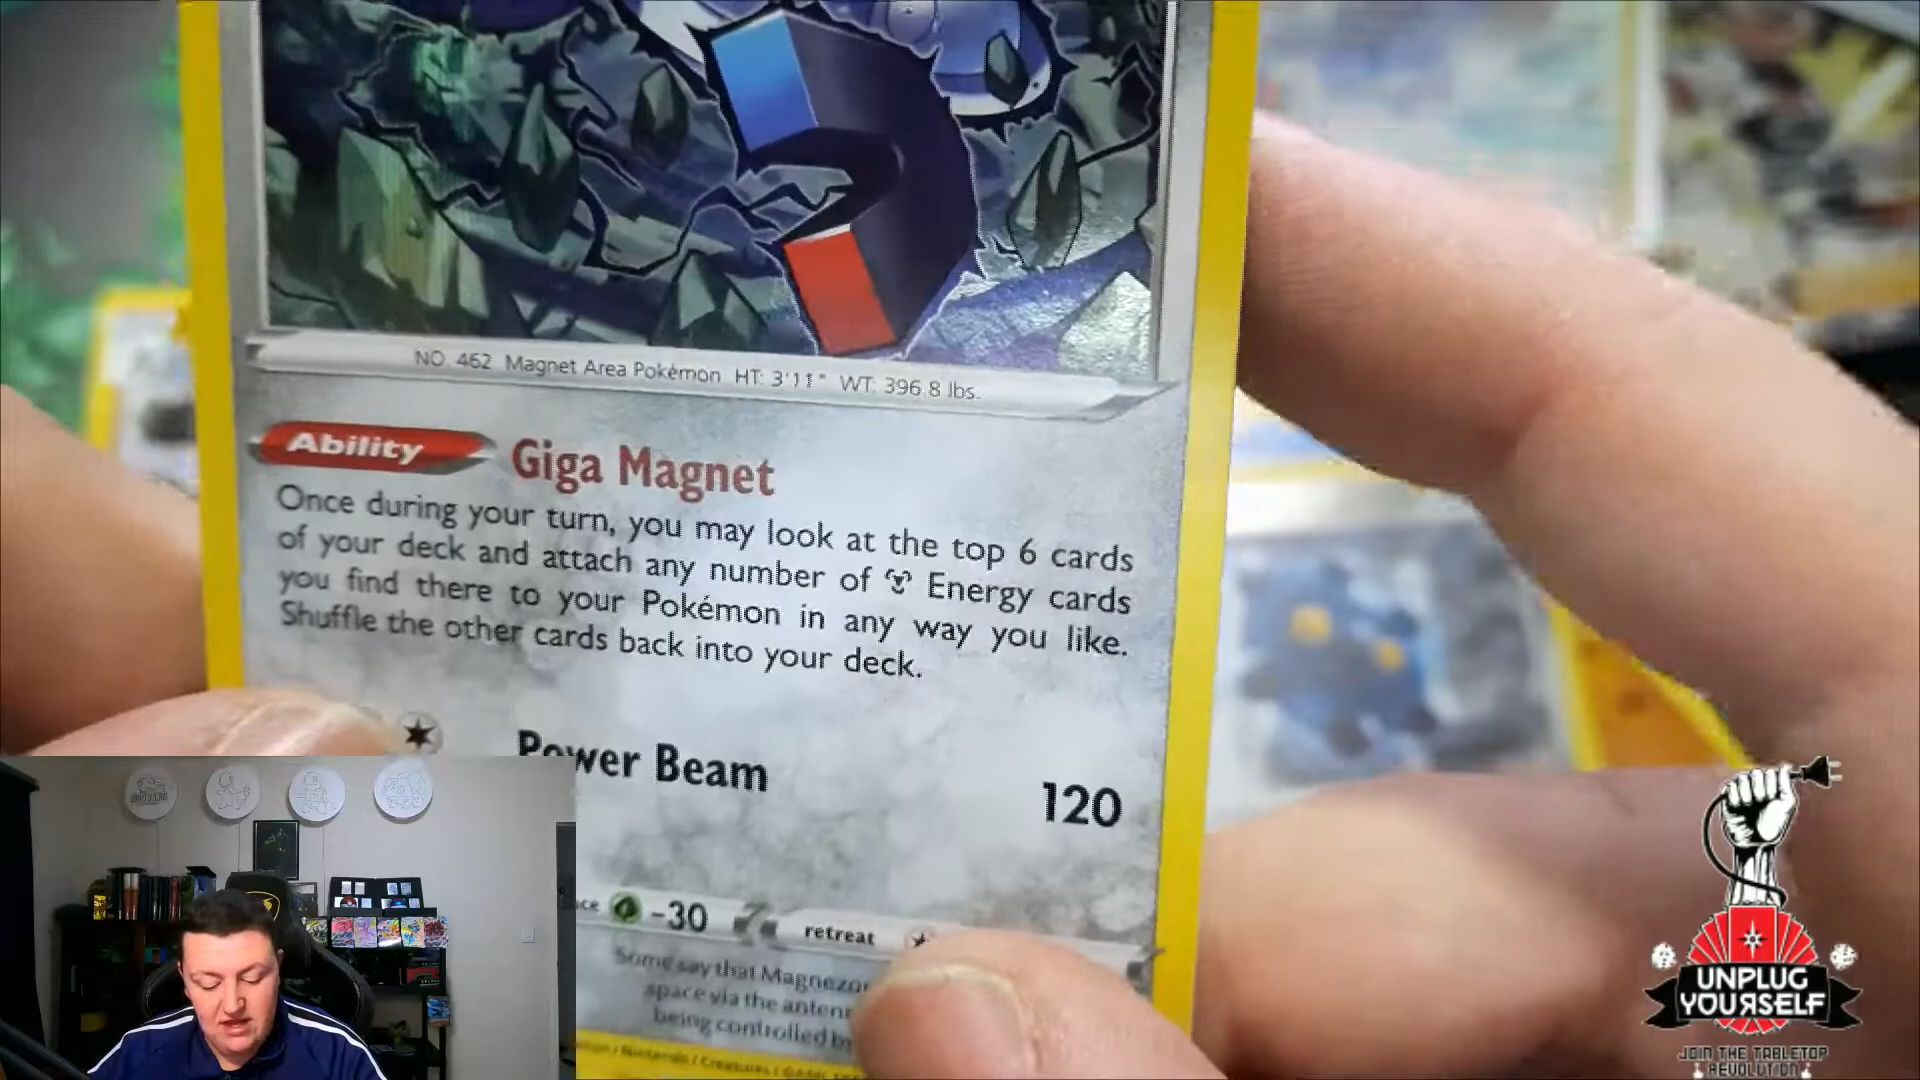 NO. 462 Magnet Area Pokémon HT: 3'11" WT: 396.8 lbs.
Ability Giga Magnet
Once during your turn, you may look at the top 6 cards
of your deck and attach any number of Energy cards
you find there to your Pokémon in any way you like.
Shuffle the other cards back into your deck.
Power Beam 120
-30 retreat
Some say that
space via the
being controlled
Nintendo / Creatures /
UNPLUG
YOURSELF
JOIN THE TABLETOP
REVOLUTION